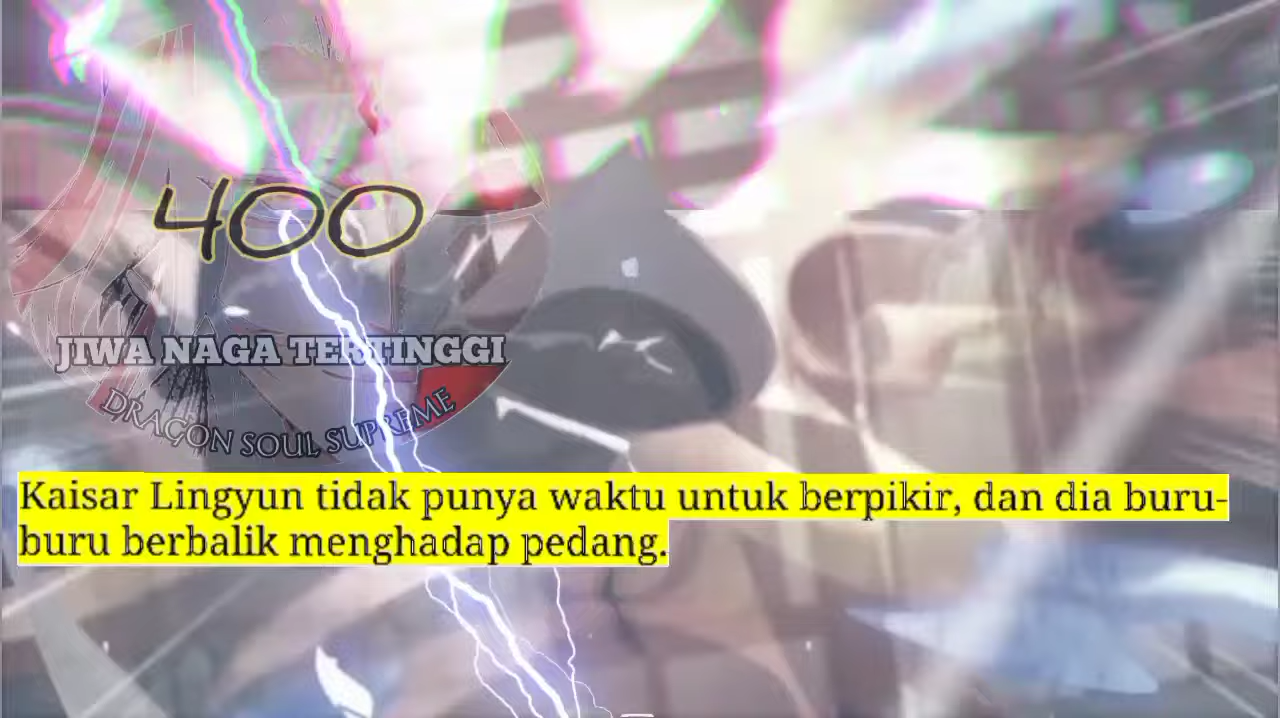 400
JIWA NAGA TERTINGGI
DRAGON SOUL SUPREME
Kaisar Lingyun tidak punya waktu untuk berpikir, dan dia buru-
buru berbalik menghadap pedang.